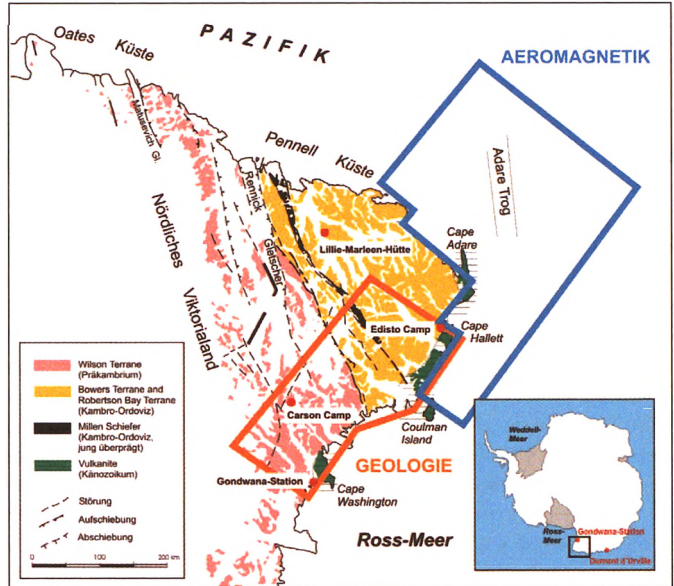 PAZIFIK
Oates Küste
AEROMAGNETIK
Matusevich Gl.
Pennell Küste
Rennick
Gletscher
Adare Trog
Nördliches
Viktorialand
Lillie-Marleen-Hütte
Cape
Adare
Edisto Camp
Cape
Hallett
Carson Camp
Coulman
Island
GEOLOGIE
Gondwana-Station
Cape
Washington
Ross-Meer
Wilson Terrane
(Präkambrium)
Bowers Terrane and
Robertson Bay Terrane
(Kambro-Ordoviz)
Millen Schiefer
(Kambro-Ordoviz,
jung überprägt)
Vulkanite
(Känozoikum)
Störung
Aufschiebung
Abschiebung
0 100 200 km
Weddell-
Meer
Ross-
Meer
Gondwana-Station
Dumont d'Urville